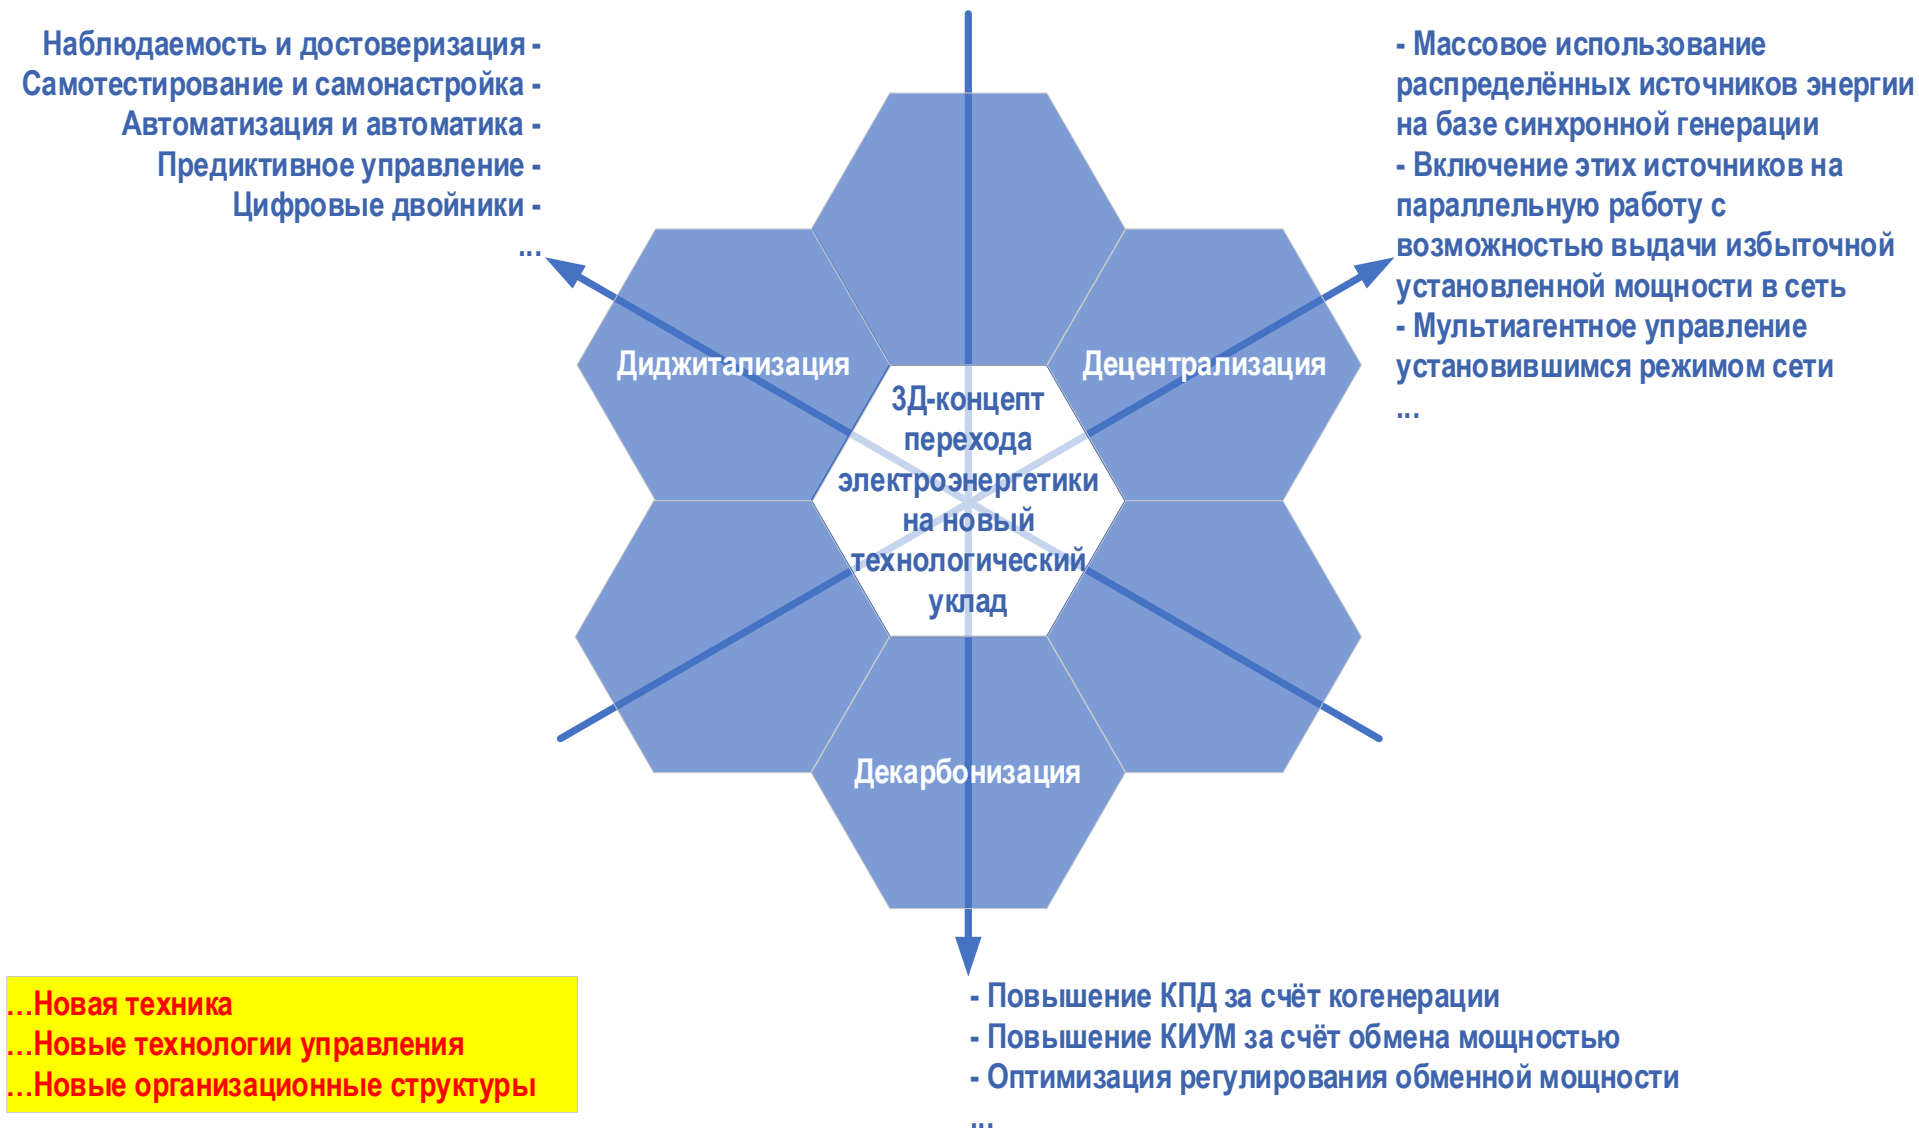 Наблюдаемость и достоверизация -
Самотестирование и самонастройка -
Автоматизация и автоматика -
Предиктивное управление -
Цифровые двойники -
...
- Массовое использование
распределённых источников энергии
на базе синхронной генерации
- Включение этих источников на
параллельную работу с
возможностью выдачи избыточной
установленной мощности в сеть
- Мультиагентное управление
установившимся режимом сети
...
Диджитализация
Децентрализация
3Д-концепт
перехода
электроэнергетики
на новый
технологический
уклад
Декарбонизация
...Новая техника
...Новые технологии управления
...Новые организационные структуры
- Повышение КПД за счёт когенерации
- Повышение КИУМ за счёт обмена мощностью
- Оптимизация регулирования обменной мощности
...